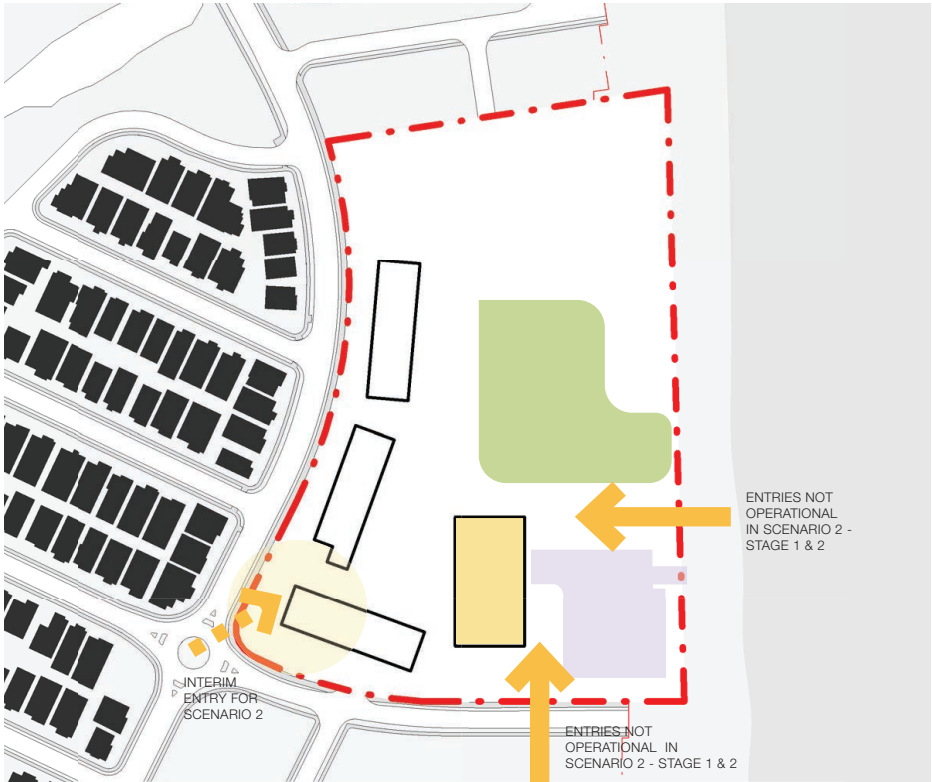 ENTRIES NOT
OPERATIONAL
IN SCENARIO 2 -
STAGE 1 & 2
INTERIM
ENTRY FOR
SCENARIO 2
ENTRIES NOT
OPERATIONAL IN
SCENARIO 2 - STAGE 1 & 2